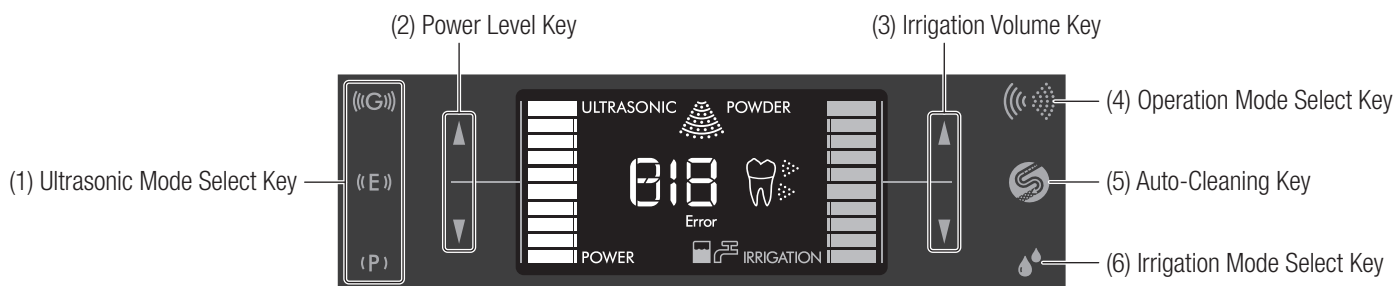 (2) Power Level Key
(3) Irrigation Volume Key
(1) Ultrasonic Mode Select Key
G
E
P
ULTRASONIC POWDER
818
Error
POWER IRRIGATION
(4) Operation Mode Select Key
(5) Auto-Cleaning Key
(6) Irrigation Mode Select Key